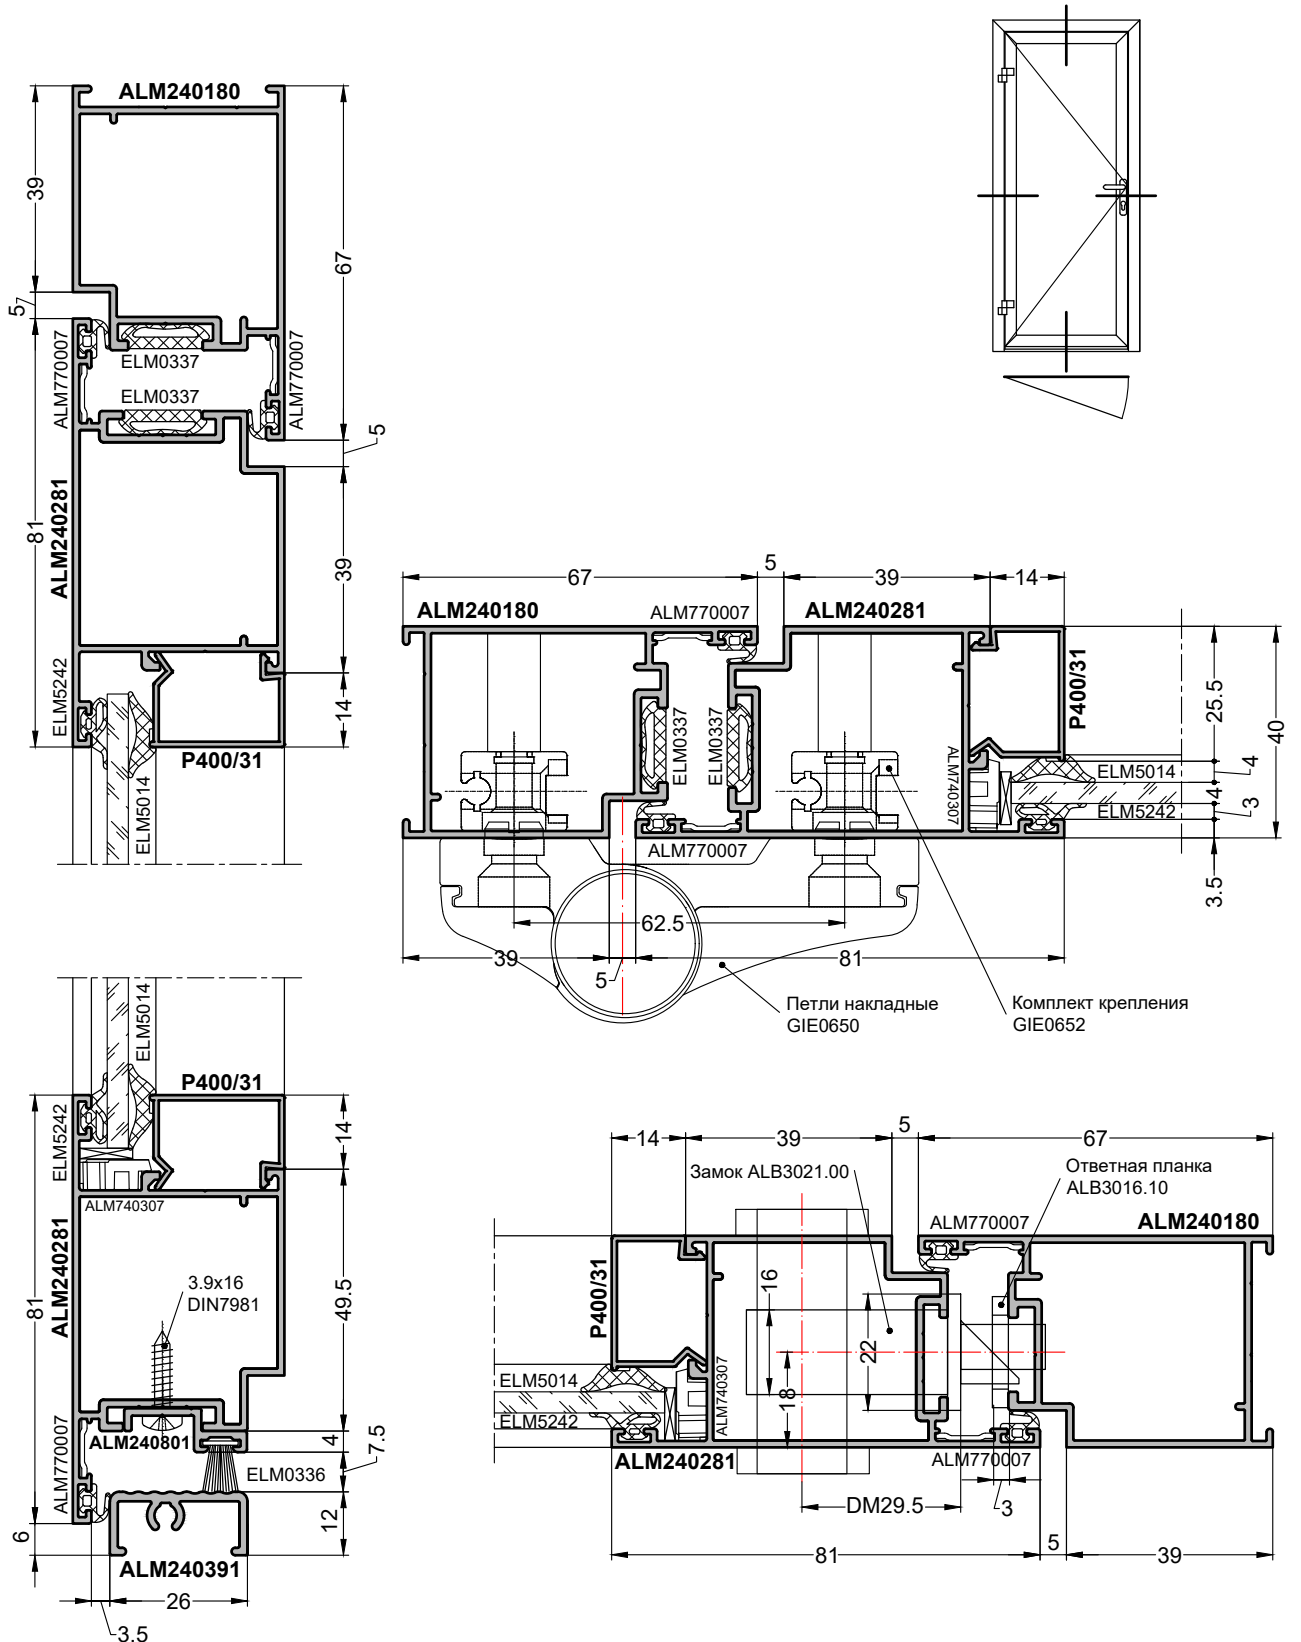 ALM240180
39
67
5
ALM770007
ELM0337
ALM770007
ELM0337
5
ALM240281
81
39
ELM5242
14
P400/31
ELM5014
67
5
39
14
ALM240180
ALM770007
ALM240281
P400/31
25.5
40
ELM0337
ELM0337
ALM740307
ELM5014
4
4
ELM5242
3
ALM770007
3.5
62.5
39
81
5
Петли накладные
GIE0650
Комплект крепления
GIE0652
ELM5014
P400/31
ELM5242
14
ALM740307
ALM240281
81
3.9x16
DIN7981
49.5
ALM240801
4
7.5
ALM770007
ELM0336
6
12
ALM240391
26
3.5
14
39
5
67
Замок ALB3021.00
Ответная планка
ALB3016.10
ALM770007
ALM240180
P400/31
16
22
18
ELM5014
ALM740307
ELM5242
ALM240281
ALM770007
DM29.5
3
81
5
39